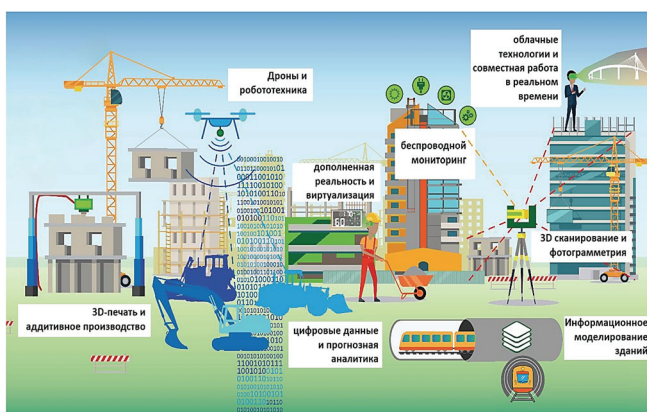 облачные
технологии и
совместная работа
в реальном
времени
Дроны и
робототехника
беспроводной
мониторинг
дополненная
реальность и
виртуализация
3D сканирование и
фотограмметрия
3D-печать и
аддитивное производство
цифровые данные
и прогнозная
аналитика
Информационное
моделирование
зданий